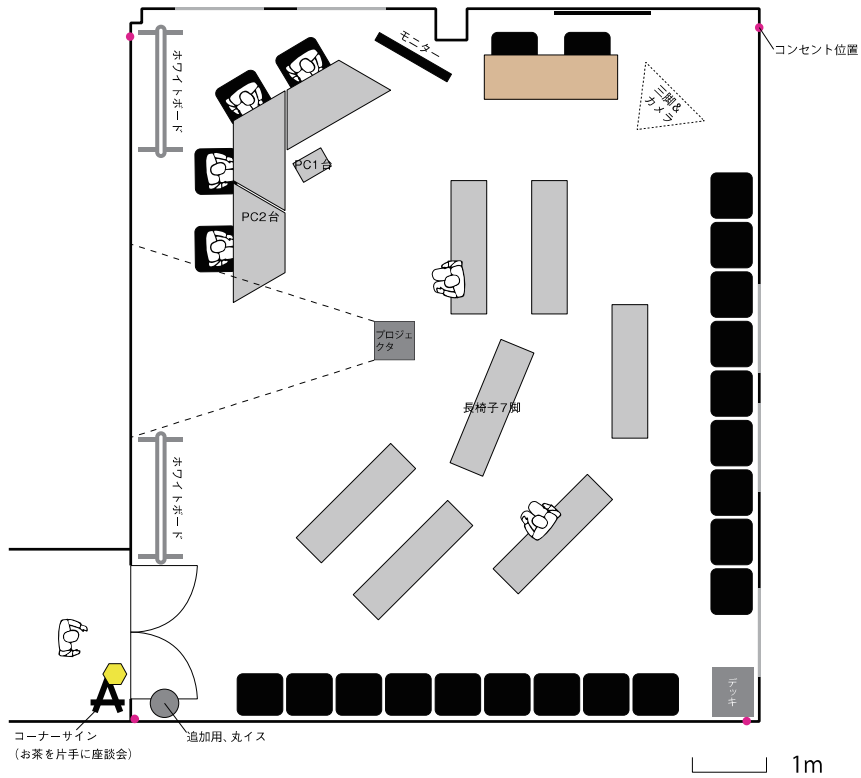 ホワイトボード
モニター
コンセント位置
三脚&
カメラ
PC1台
PC2台
プロジェ
クタ
長椅子7脚
ホワイトボード
デッキ
コーナーサイン
(お茶を片手に座談会)
追加用、丸イス
1m